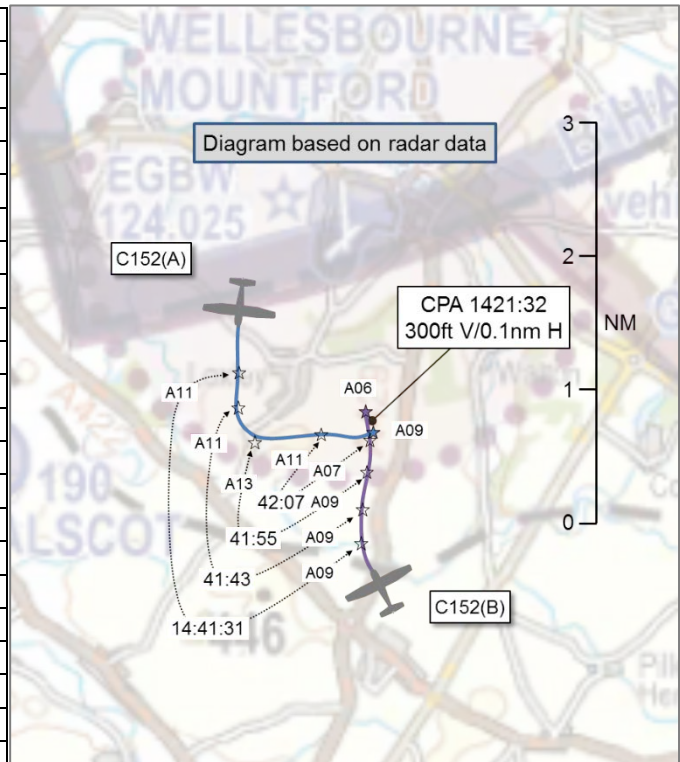 WELLESBOURNE
MOUNTFORD
Diagram based on radar data
3
EGBW
124.025
C152(A)
2
CPA 1421:32
300ft V/0.1nm H
NM
A11
A06
1
A11
A09
A13
A11
A07
190
42:07
A09
41:55
A09
0
41:43
A09
14:41:31
C152(B)